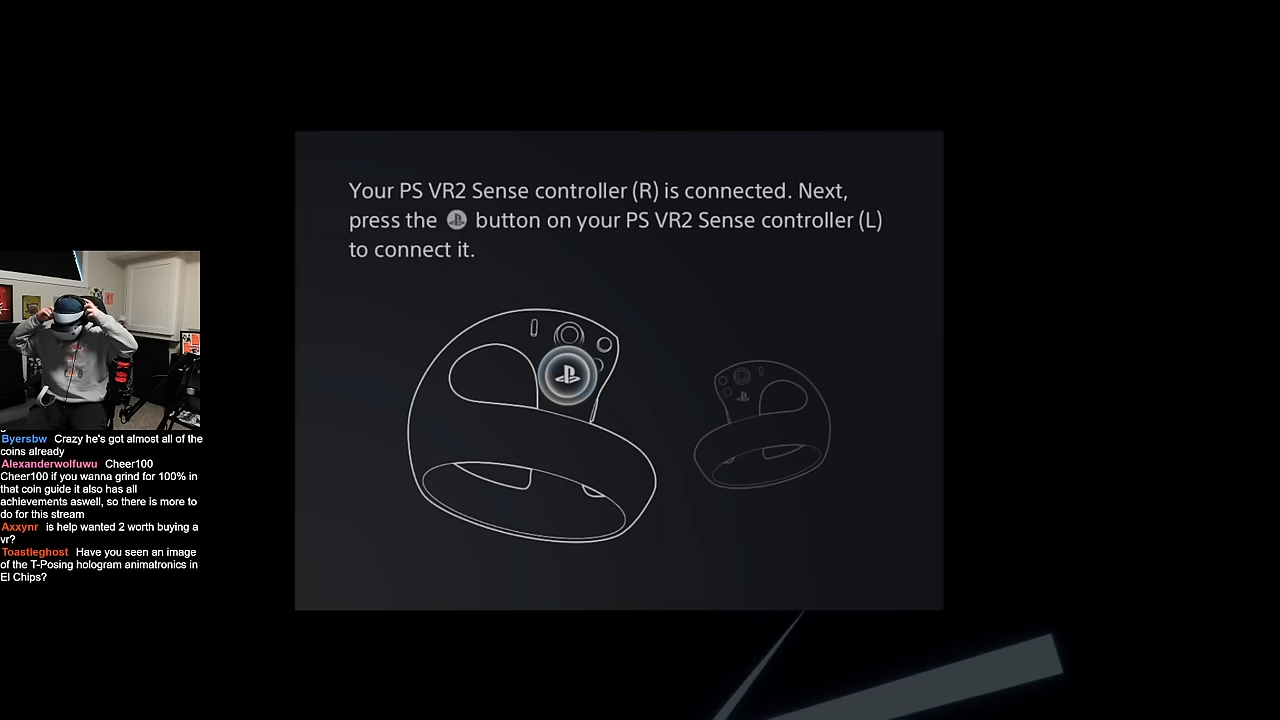 Your PS VR2 Sense controller (R) is connected. Next,
press the button on your PS VR2 Sense controller (L)
to connect it.
Byersbw Crazy he's got almost all of the
coins already
Alexanderwolfuwu Cheer100
Cheer100 if you wanna grind for 100% in
that coin guide it also has all
achievements aswell, so there is more to
do for this stream
Axxynr is help wanted 2 worth buying a
vr?
Toastieghost Have you seen an image
of the T-Posing hologram animatronics in
El Chips?